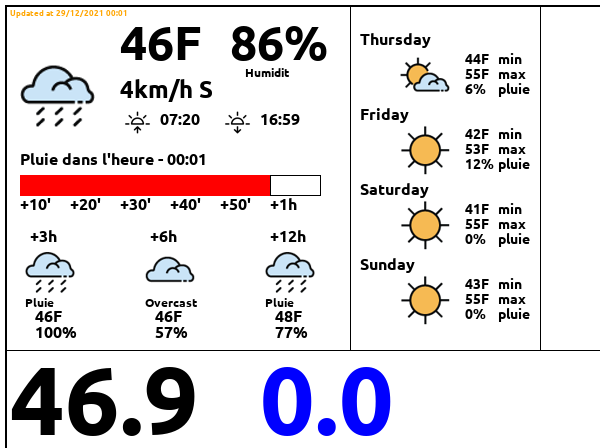 Updated at 29/12/2021 00:01
46F 86%
Humidit
4km/h S
07:20 16:59
Pluie dans l'heure - 00:01
+10' +20' +30' +40' +50' +1h
+3h +6h +12h
Pluie Overcast Pluie
46F 46F 48F
100% 57% 77%
Thursday
44F min
55F max
6% pluie
Friday
42F min
53F max
12% pluie
Saturday
41F min
55F max
0% pluie
Sunday
43F min
55F max
0% pluie
46.9 0.0